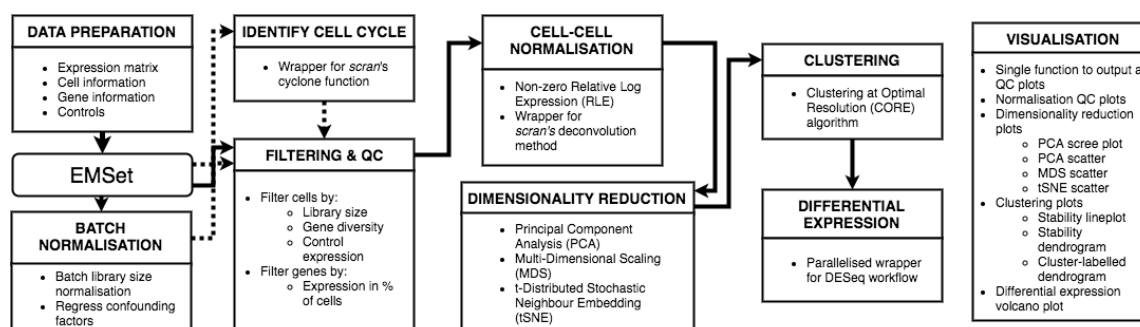 DATA PREPARATION
Expression matrix
Cell information
Gene information
Controls
EMSet
BATCH
NORMALISATION
Batch library size
normalisation
Regress confounding
factors
IDENTIFY CELL CYCLE
Wrapper for scran's
cyclone function
FILTERING & QC
Filter cells by:
Library size
Gene diversity
Control
expression
Filter genes by:
Expression in %
of cells
CELL-CELL
NORMALISATION
Non-zero Relative Log
Expression (RLE)
Wrapper for
scran's deconvolution
method
DIMENSIONALITY REDUCTION
Principal Component
Analysis (PCA)
Multi-Dimensional Scaling
(MDS)
t-Distributed Stochastic
Neighbour Embedding
(tSNE)
CLUSTERING
Clustering at Optimal
Resolution (CORE)
algorithm
DIFFERENTIAL
EXPRESSION
Parallelised wrapper
for DESeq workflow
VISUALISATION
Single function to output a
QC plots
Normalisation QC plots
Dimensionality reduction
plots
PCA scree plot
PCA scatter
MDS scatter
tSNE scatter
Clustering plots
Stability lineplot
Stability
dendrogram
Cluster-labelled
dendrogram
Differential expression
volcano plot